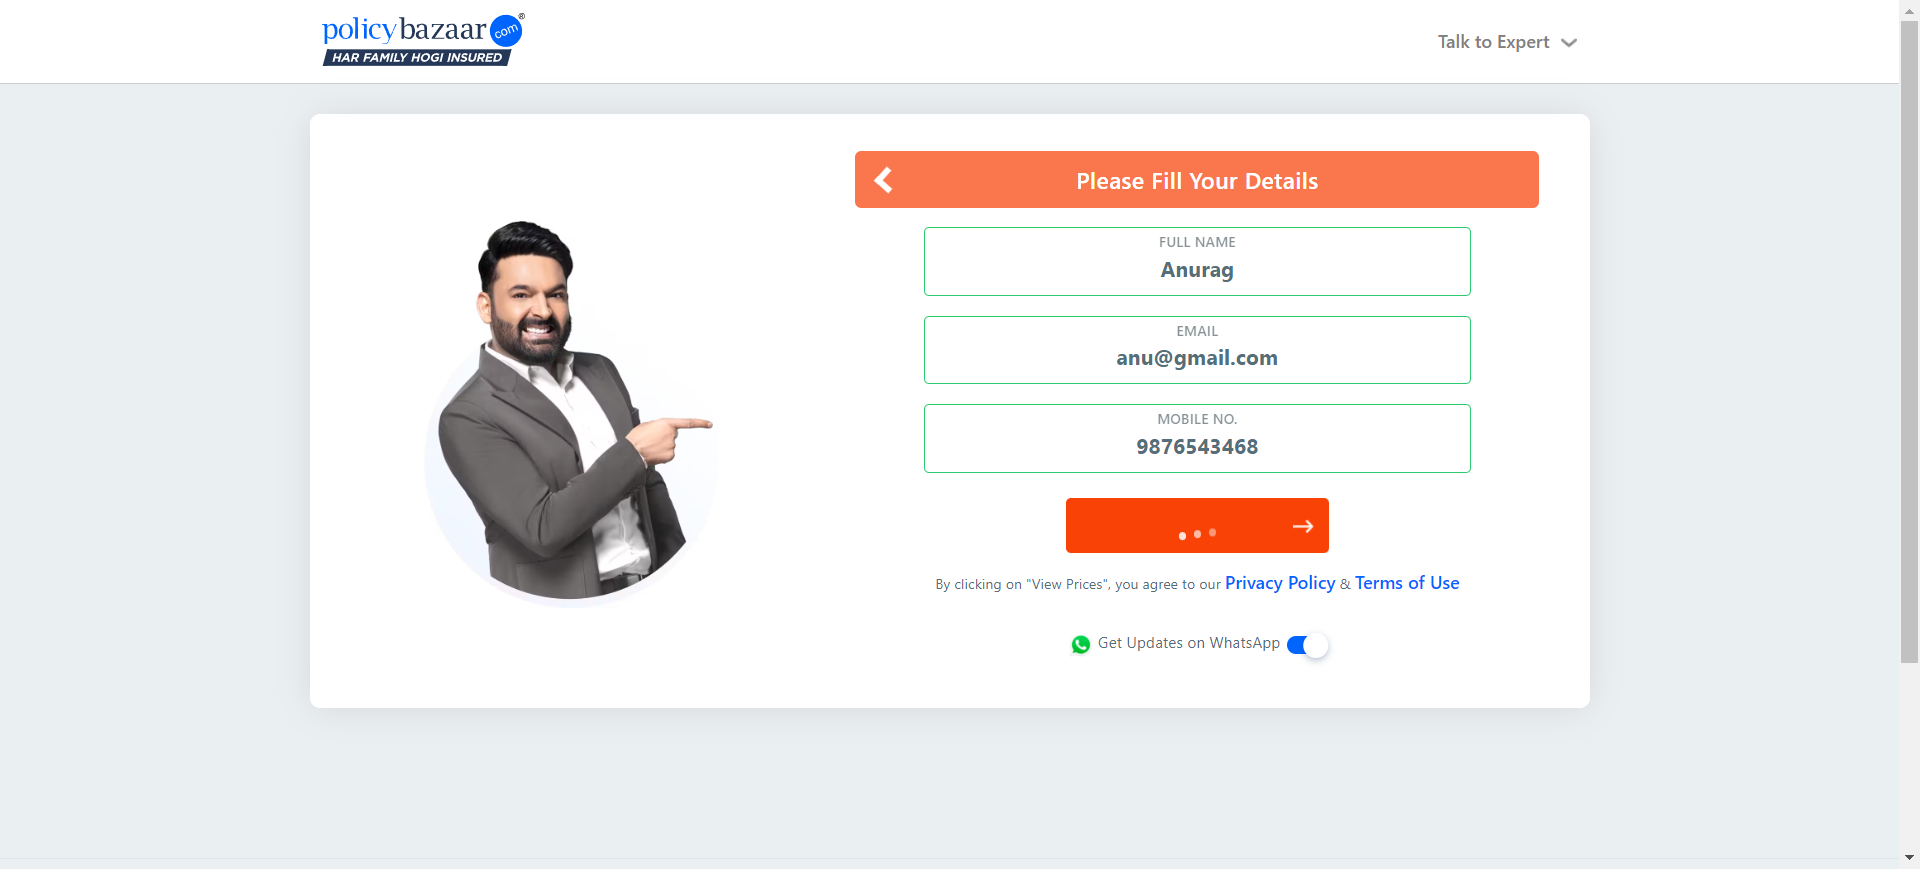 policybazaar com ®
HAR FAMILY HOGI INSURED
Talk to Expert
Please Fill Your Details
FULL NAME
Anurag
EMAIL
anu@gmail.com
MOBILE NO.
9876543468
By clicking on "View Prices", you agree to our Privacy Policy & Terms of Use
Get Updates on WhatsApp